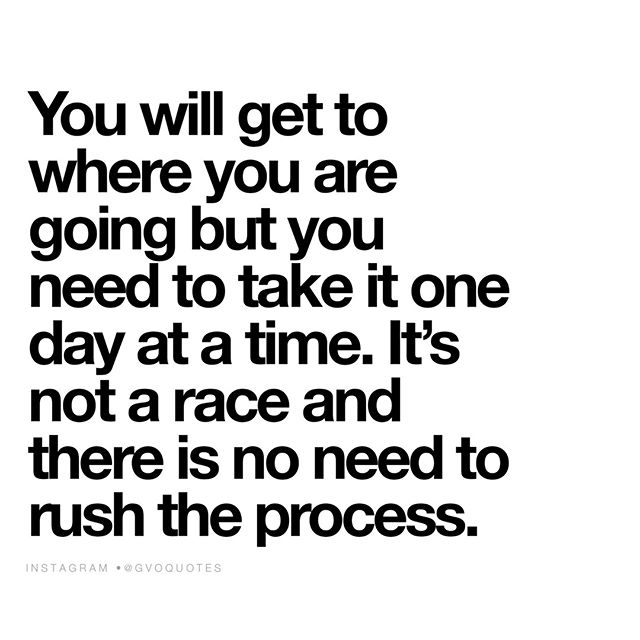 You will get to
where you are
going but you
need to take it one
day at a time. It’s
not a race and
there is no need to
rush the process.
INSTAGRAM •@GVOQUOTES